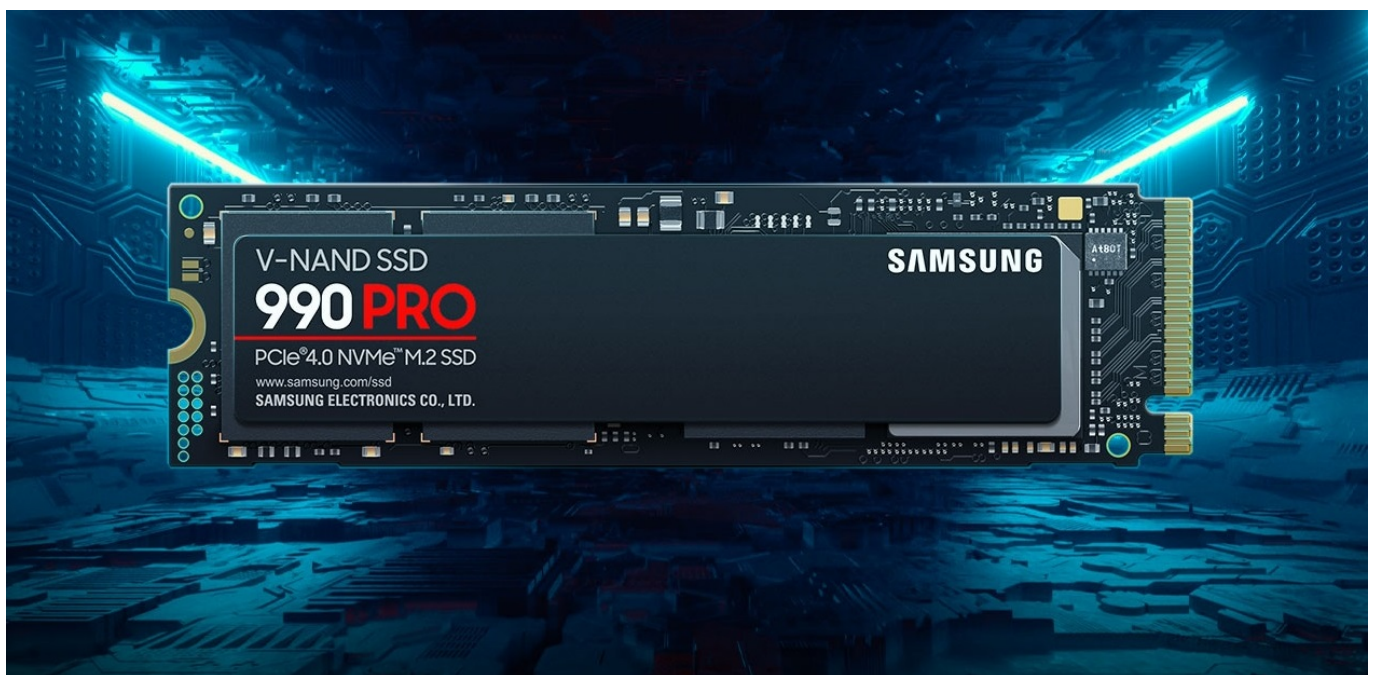 V-NAND SSD
990 PRO
PCIe®4.0 NVMe™ M.2 SSD
www.samsung.com/ssd
SAMSUNG ELECTRONICS CO., LTD.
SAMSUNG
AtBOT